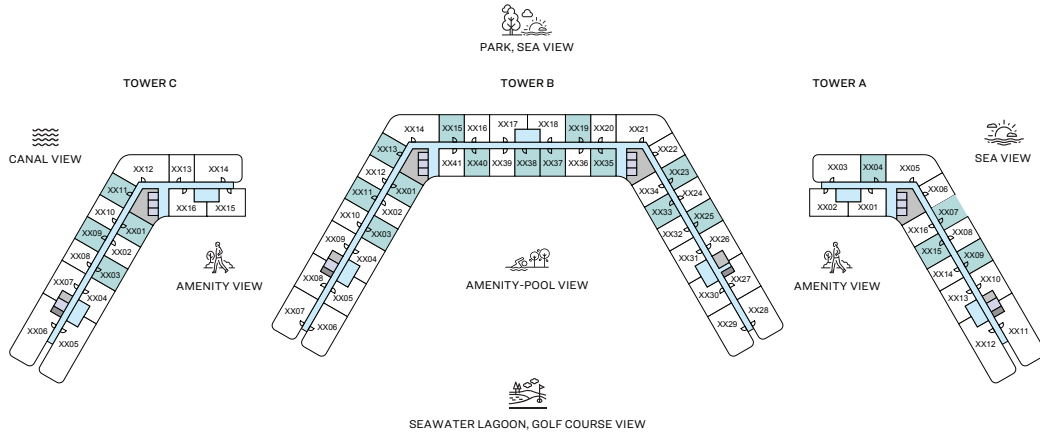 PARK, SEA VIEW
TOWER C
TOWER B
TOWER A
CANAL VIEW
SEA VIEW
AMENITY VIEW
AMENITY-POOL VIEW
AMENITY VIEW
SEAWATER LAGOON, GOLF COURSE VIEW
XX12
XX13
XX14
XX11
XX10
XX01
XX16
XX15
XX09
XX02
XX08
XX03
XX07
XX04
XX06
XX05
XX14
XX15
XX16
XX17
XX18
XX19
XX20
XX21
XX13
XX41
XX40
XX39
XX38
XX37
XX36
XX35
XX22
XX12
XX01
XX34
XX23
XX11
XX02
XX33
XX24
XX10
XX03
XX32
XX25
XX09
XX04
XX31
XX26
XX08
XX05
XX30
XX27
XX07
XX06
XX29
XX28
XX03
XX04
XX05
XX02
XX01
XX06
XX16
XX07
XX15
XX08
XX14
XX09
XX13
XX10
XX12
XX11